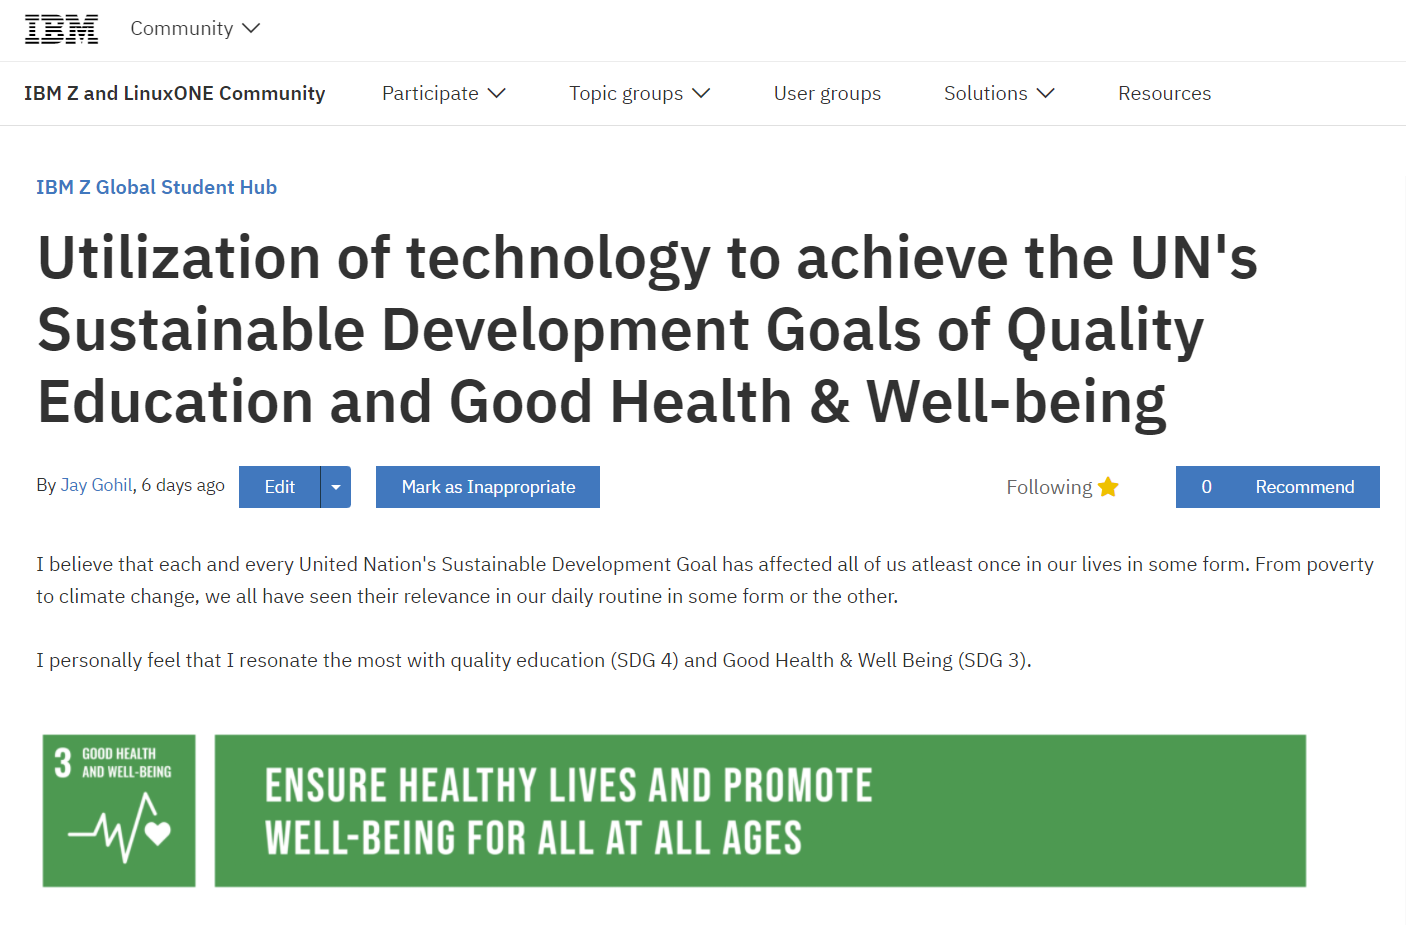 IBM Community
IBM Z and LinuxONE Community Participate Topic groups User groups Solutions Resources
IBM Z Global Student Hub
Utilization of technology to achieve the UN's
Sustainable Development Goals of Quality
Education and Good Health & Well-being
By Jay Gohil, 6 days ago Edit Mark as Inappropriate Following 0 Recommend
I believe that each and every United Nation's Sustainable Development Goal has affected all of us atleast once in our lives in some form. From poverty
to climate change, we all have seen their relevance in our daily routine in some form or the other.
I personally feel that I resonate the most with quality education (SDG 4) and Good Health & Well Being (SDG 3).
3 GOOD HEALTH
AND WELL-BEING
ENSURE HEALTHY LIVES AND PROMOTE
WELL-BEING FOR ALL AT ALL AGES